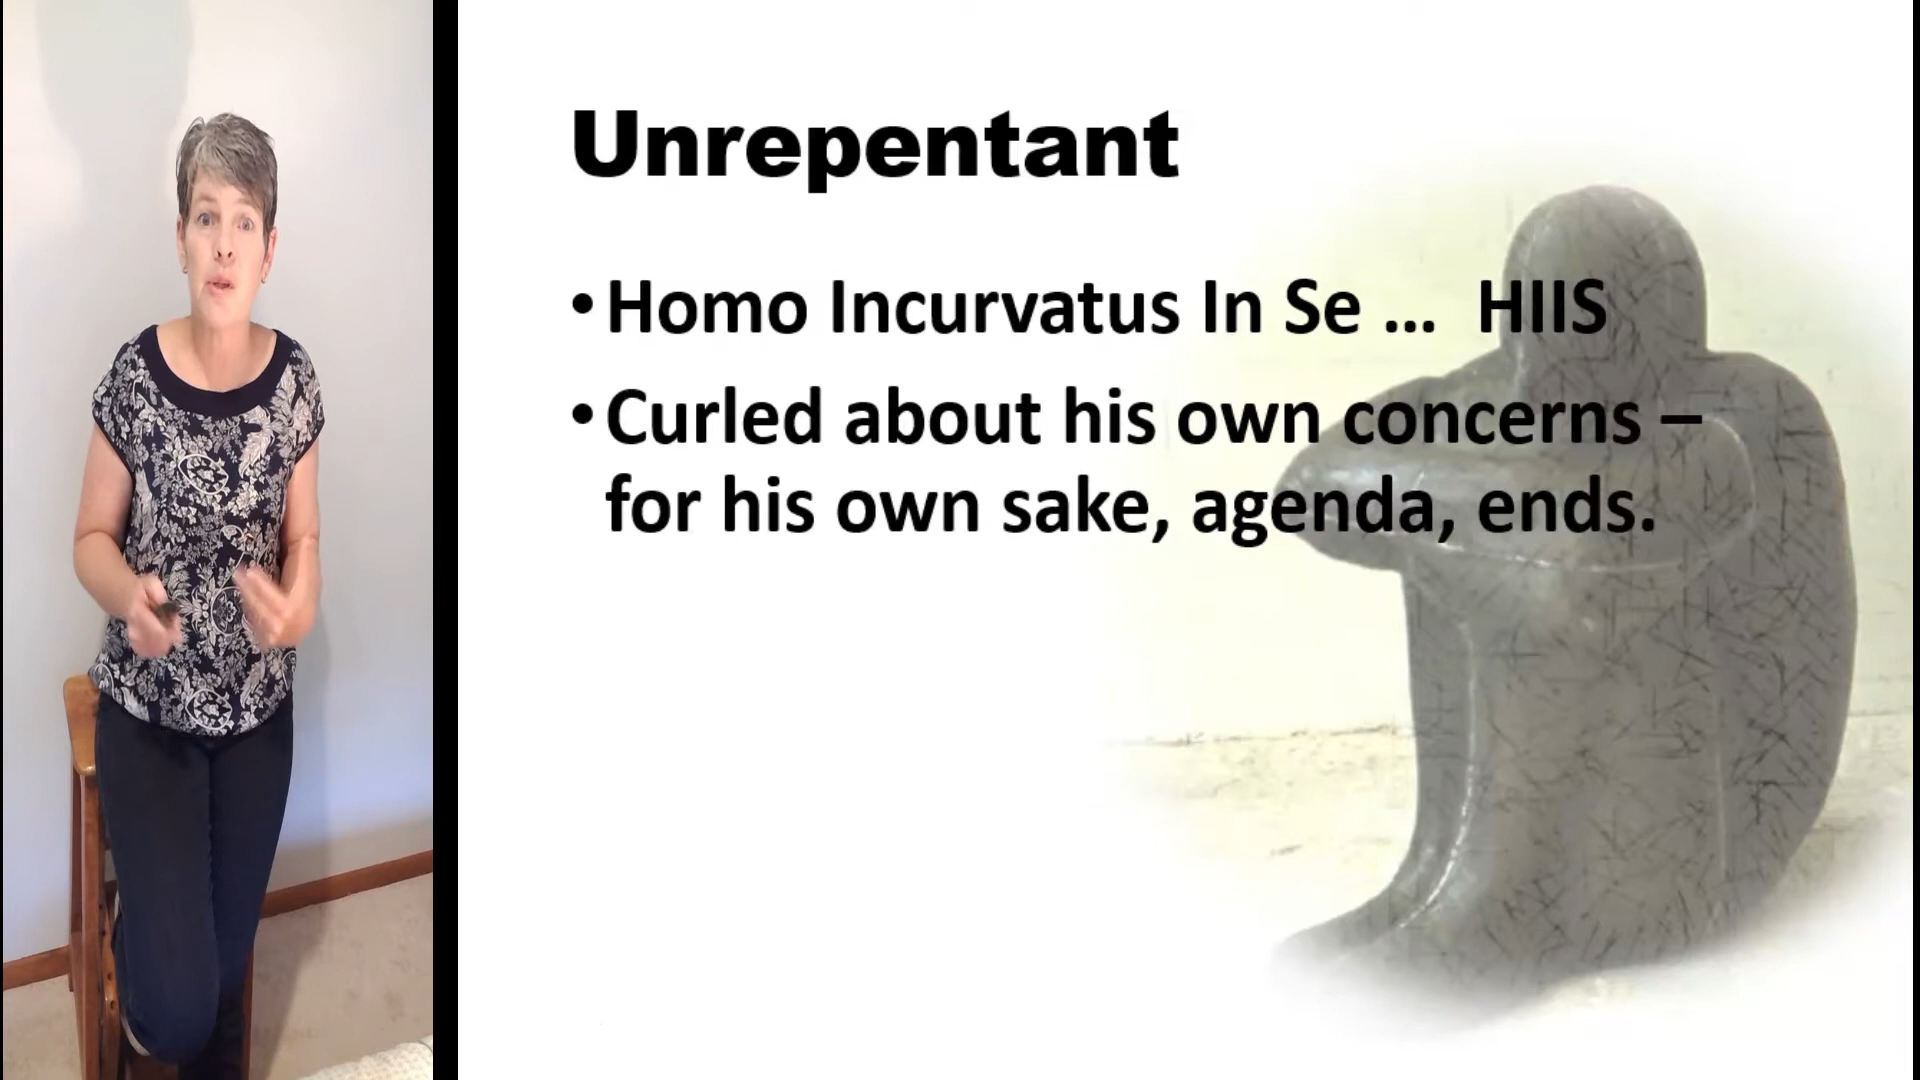 Unrepentant
•Homo Incurvatus In Se … HIIS
•Curled about his own concerns –
for his own sake, agenda, ends.